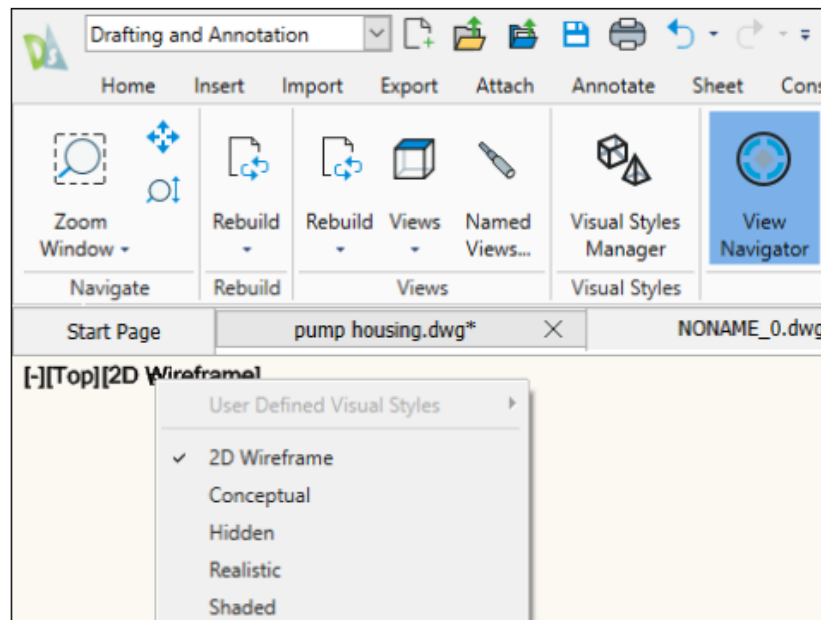 DS
Drafting and Annotation
Home Insert Import Export Attach Annotate Sheet Cons
Zoom Window Rebuild Rebuild Views Named Views... Visual Styles Manager View Navigator
Navigate Rebuild Views Visual Styles
Start Page pump housing.dwg* NONAME_0.dwg
[-][Top][2D Wireframe]
User Defined Visual Styles
2D Wireframe
Conceptual
Hidden
Realistic
Shaded